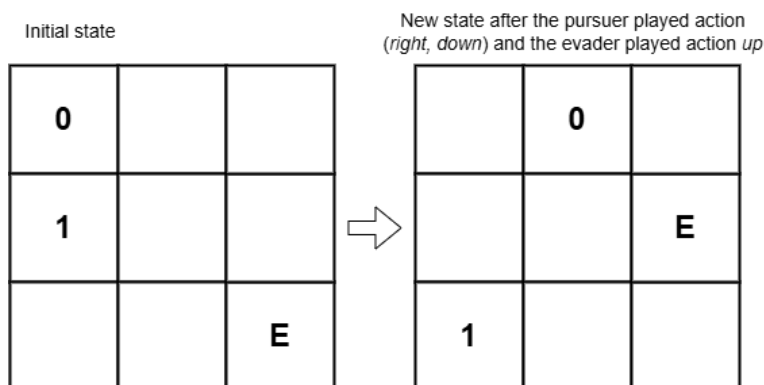 Initial state
New state after the pursuer played action
(right, down) and the evader played action up
0
0
1
E
E
1